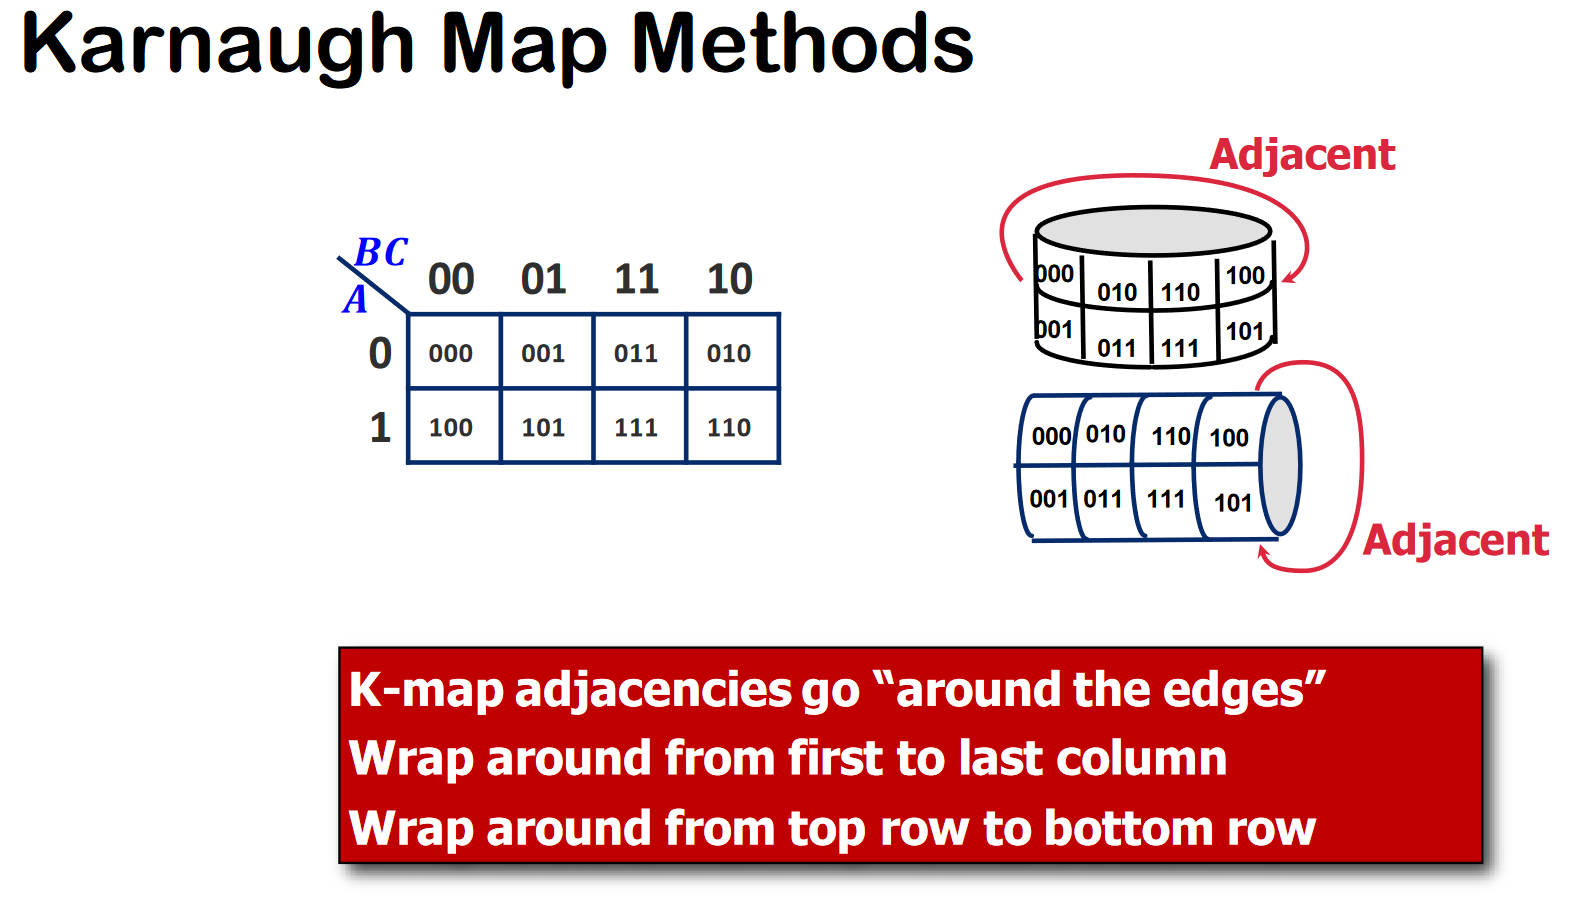 Karnaugh Map Methods
BC
A
00 01 11 10
0 000 001 011 010
1 100 101 111 110
Adjacent
000 010 110 100
001 011 111 101
000 010 110 100
001 011 111 101
Adjacent
K-map adjacencies go “around the edges”
Wrap around from first to last column
Wrap around from top row to bottom row